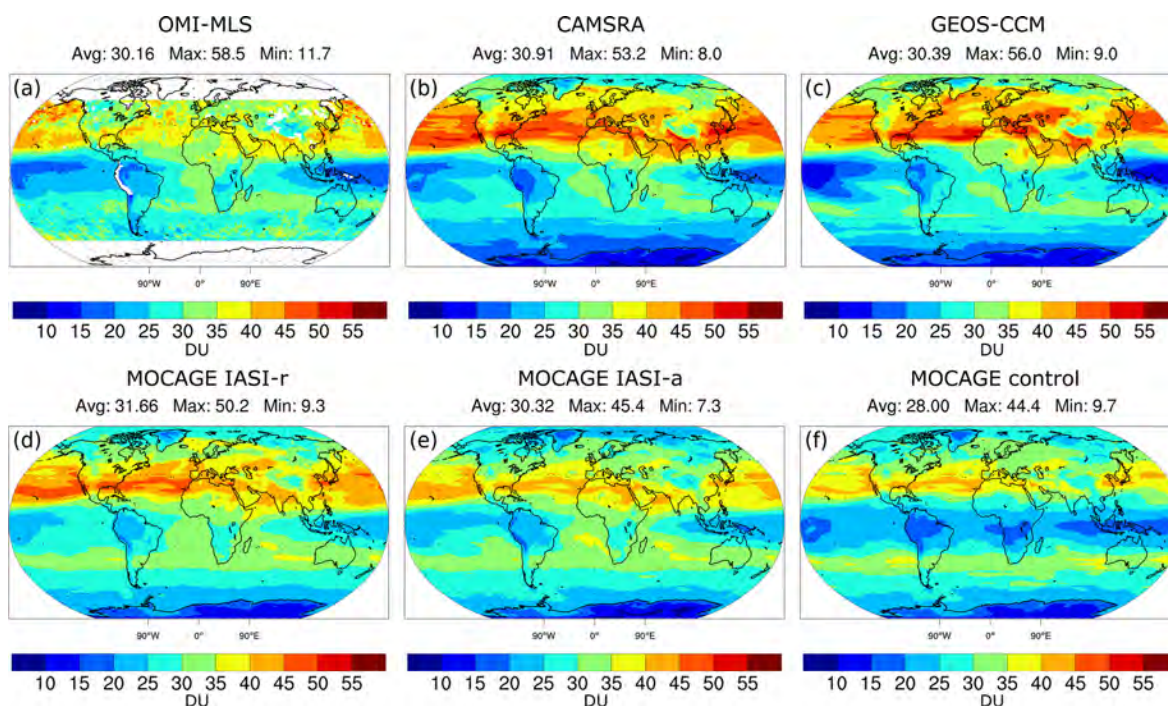 OMI-MLS
Avg: 30.16 Max: 58.5 Min: 11.7
(a)
90°W 0° 90°E
10 15 20 25 30 35 40 45 50 55
DU
CAMSRA
Avg: 30.91 Max: 53.2 Min: 8.0
(b)
90°W 0° 90°E
10 15 20 25 30 35 40 45 50 55
DU
GEOS-CCM
Avg: 30.39 Max: 56.0 Min: 9.0
(c)
90°W 0° 90°E
10 15 20 25 30 35 40 45 50 55
DU
MOCAGE IASI-r
Avg: 31.66 Max: 50.2 Min: 9.3
(d)
90°W 0° 90°E
10 15 20 25 30 35 40 45 50 55
DU
MOCAGE IASI-a
Avg: 30.32 Max: 45.4 Min: 7.3
(e)
90°W 0° 90°E
10 15 20 25 30 35 40 45 50 55
DU
MOCAGE control
Avg: 28.00 Max: 44.4 Min: 9.7
(f)
90°W 0° 90°E
10 15 20 25 30 35 40 45 50 55
DU